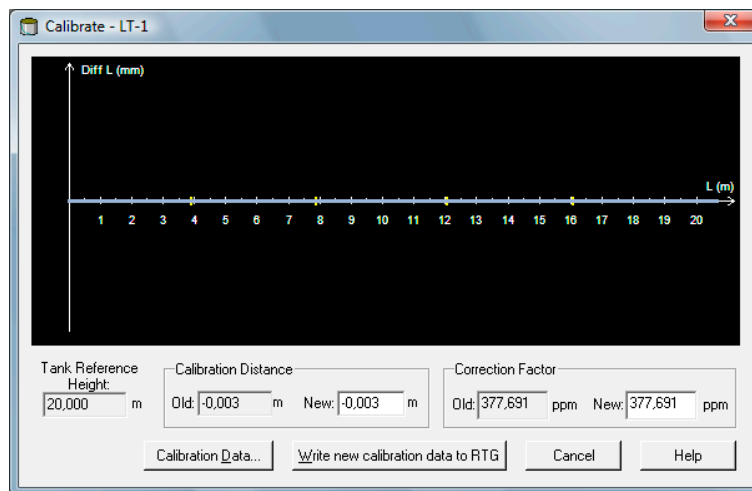 Calibrate - LT-1
Diff L (mm)
L (m)
1 2 3 4 5 6 7 8 9 10 11 12 13 14 15 16 17 18 19 20
Tank Reference Height:
20,000 m
Calibration Distance
Old: -0,003 m New: -0,003 m
Correction Factor
Old: 377,691 ppm New: 377,691 ppm
Calibration Data... Write new calibration data to RTG Cancel Help